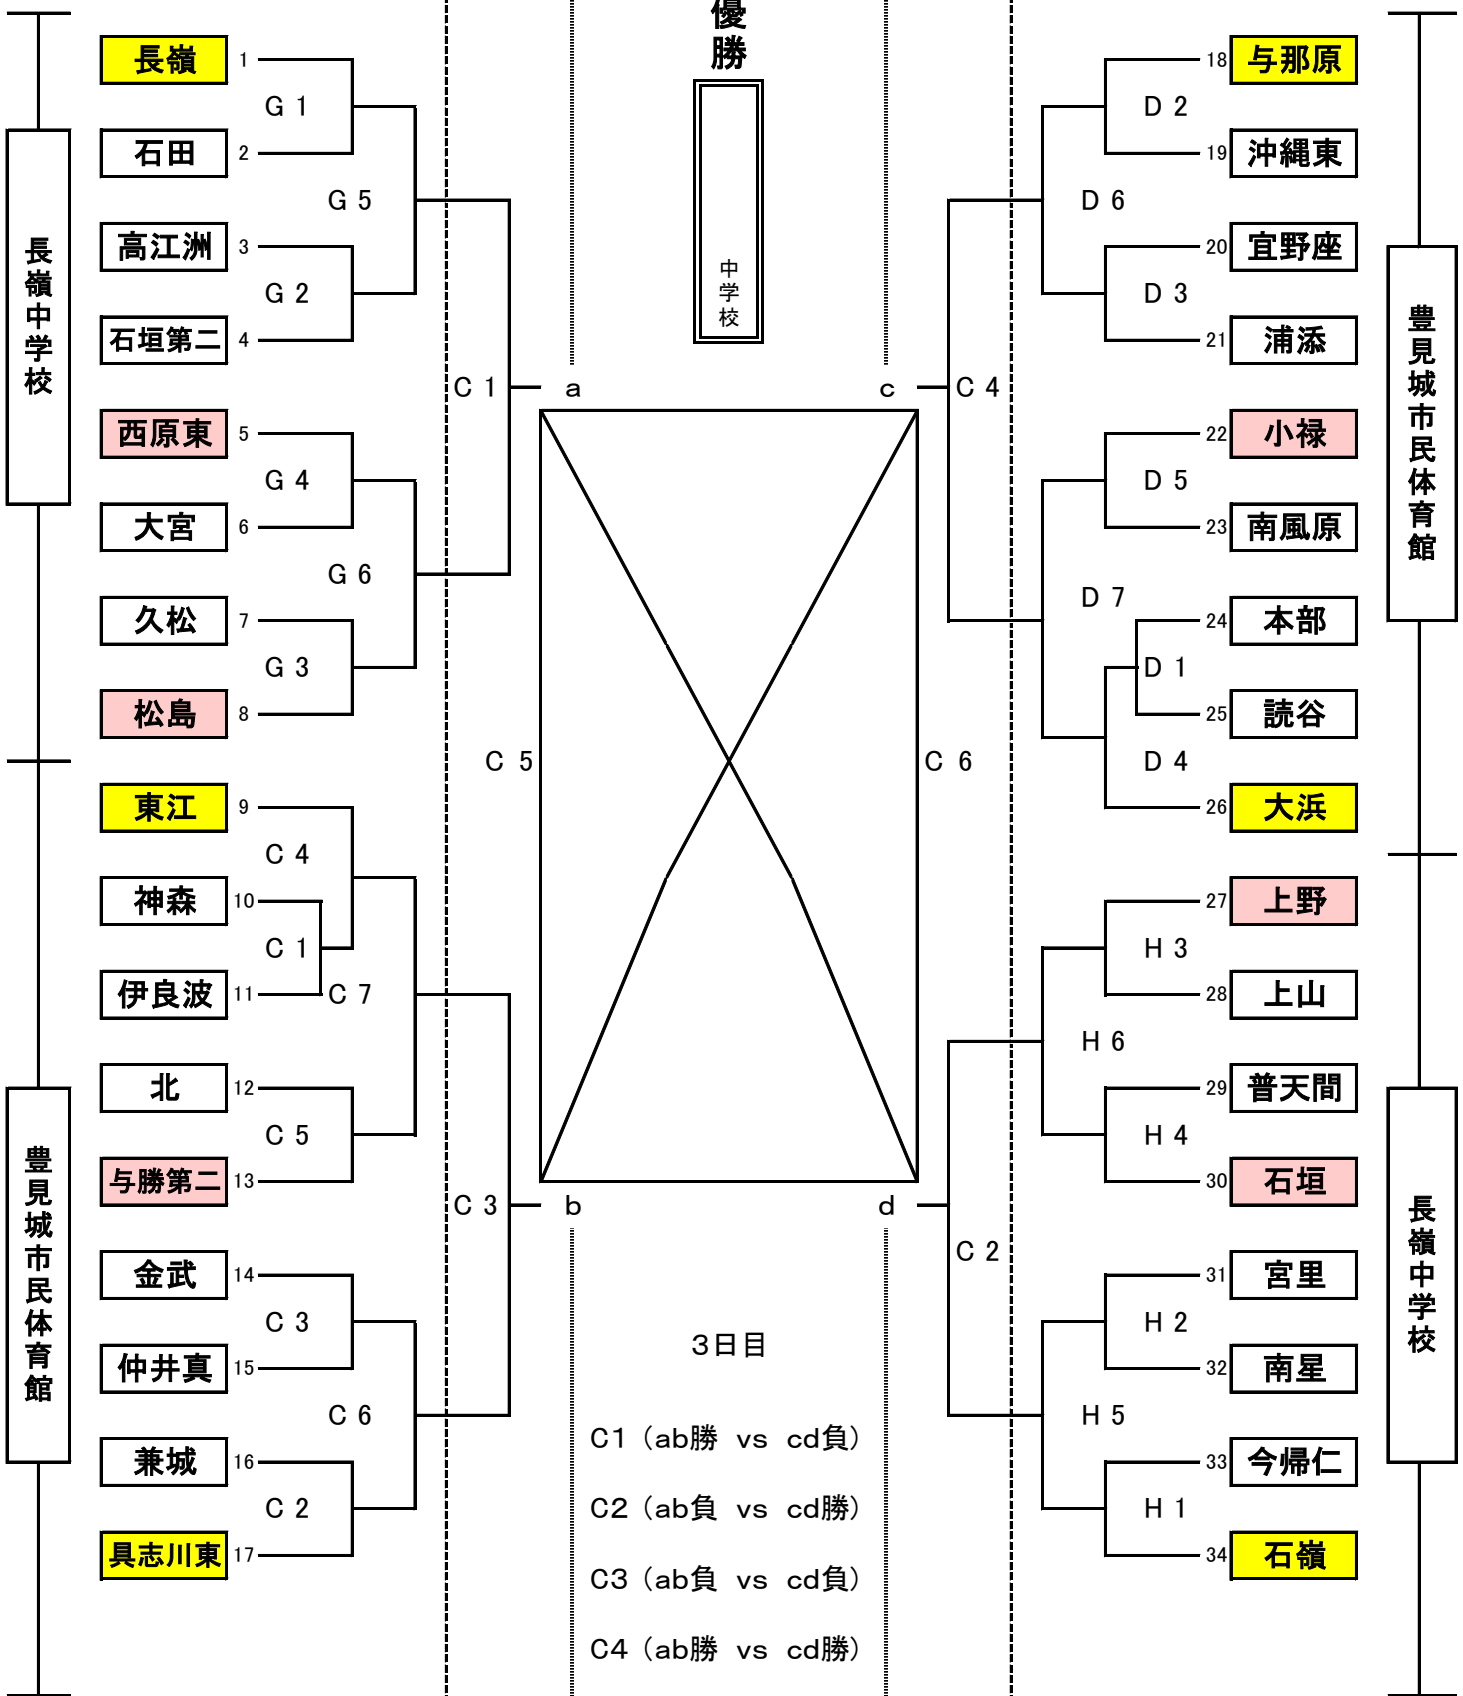 優勝
中学校
長嶺中学校
豊見城市民体育館
長嶺 1
G 1
石田 2
G 5
高江洲 3
G 2
石垣第二 4
C 1
西原東 5
G 4
大宮 6
G 6
久松 7
G 3
松島 8
東江 9
C 4
神森 10
C 1
伊良波 11
C 7
北 12
C 5
与勝第二 13
C 3
金武 14
C 3
仲井真 15
C 6
兼城 16
C 2
具志川東 17
a
b
C 5
c
d
C 6
3日目
C1（ab勝 vs cd負）
C2（ab負 vs cd勝）
C3（ab負 vs cd負）
C4（ab勝 vs cd勝）
18 与那原
D 2
19 沖縄東
D 6
20 宜野座
D 3
21 浦添
C 4
22 小禄
D 5
23 南風原
D 7
24 本部
D 1
25 読谷
D 4
26 大浜
27 上野
H 3
28 上山
H 6
29 普天間
H 4
30 石垣
C 2
31 宮里
H 2
32 南星
H 5
33 今帰仁
H 1
34 石嶺
豊見城市民体育館
長嶺中学校